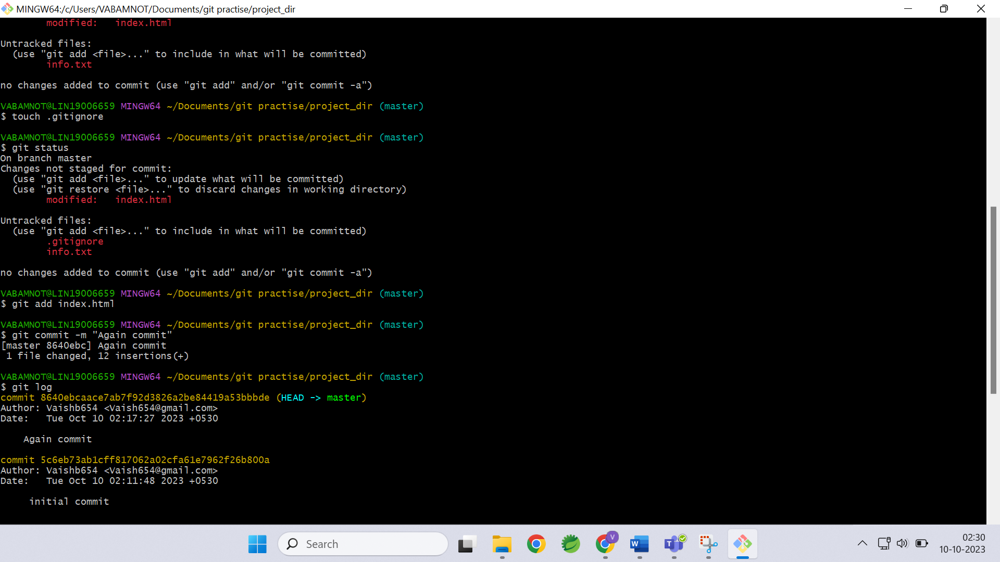 MINGW64:/c/Users/VABAMNOT/Documents/git practise/project_dir
modified:   index.html
Untracked files:
(use "git add <file>..." to include in what will be committed)
info.txt
no changes added to commit (use "git add" and/or "git commit -a")
VABAMNOT@LIN19006659 MINGW64 ~/Documents/git practise/project_dir (master)
$ touch .gitignore
VABAMNOT@LIN19006659 MINGW64 ~/Documents/git practise/project_dir (master)
$ git status
On branch master
Changes not staged for commit:
(use "git add <file>..." to update what will be committed)
(use "git restore <file>..." to discard changes in working directory)
modified:   index.html
Untracked files:
(use "git add <file>..." to include in what will be committed)
.gitignore
info.txt
no changes added to commit (use "git add" and/or "git commit -a")
VABAMNOT@LIN19006659 MINGW64 ~/Documents/git practise/project_dir (master)
$ git add index.html
VABAMNOT@LIN19006659 MINGW64 ~/Documents/git practise/project_dir (master)
$ git commit -m "Again commit"
[master 8640ebc] Again commit
1 file changed, 12 insertions(+)
VABAMNOT@LIN19006659 MINGW64 ~/Documents/git practise/project_dir (master)
$ git log
commit 8640ebcaace7ab7f92d3826a2be84419a53bbbde (HEAD -> master)
Author: Vaishb654 <Vaish654@gmail.com>
Date:   Tue Oct 10 02:17:27 2023 +0530
Again commit
commit 5c6eb73ab1cff817062a02cfa61e7962f26b800a
Author: Vaishb654 <Vaish654@gmail.com>
Date:   Tue Oct 10 02:11:48 2023 +0530
initial commit
Search
V
W
T
02:30
10-10-2023